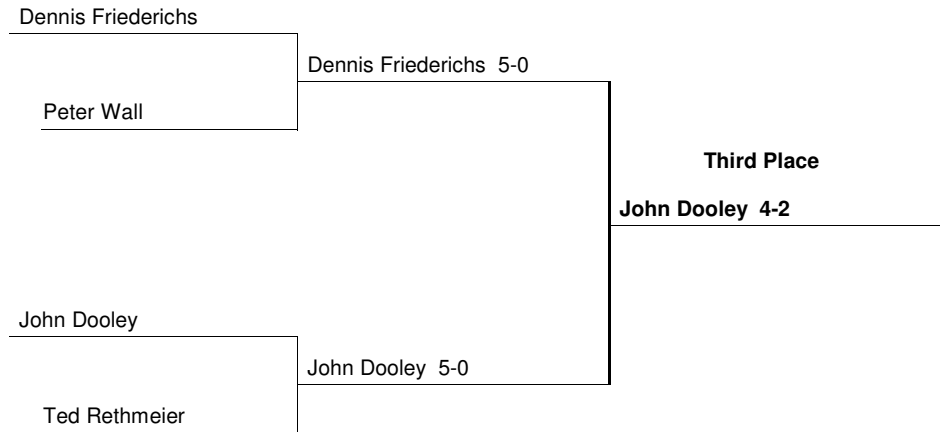 Dennis Friederichs
Dennis Friederichs 5-0
Peter Wall
Third Place
John Dooley 4-2
John Dooley
John Dooley 5-0
Ted Rethmeier